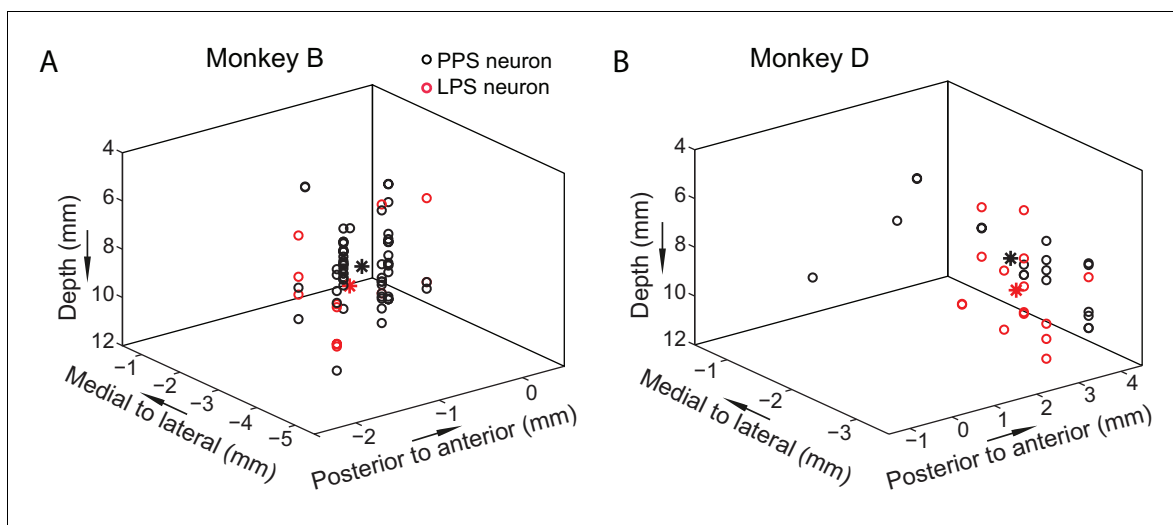 A
Monkey B
PPS neuron
LPS neuron
4
6
8
10
12
Depth (mm)
−1
−2
−3
−4
−5
Medial to lateral (mm)
−2
−1
0
Posterior to anterior (mm)
B
Monkey D
4
6
8
10
12
Depth (mm)
−1
−2
−3
Medial to lateral (mm)
−1
0
1
2
3
4
Posterior to anterior (mm)